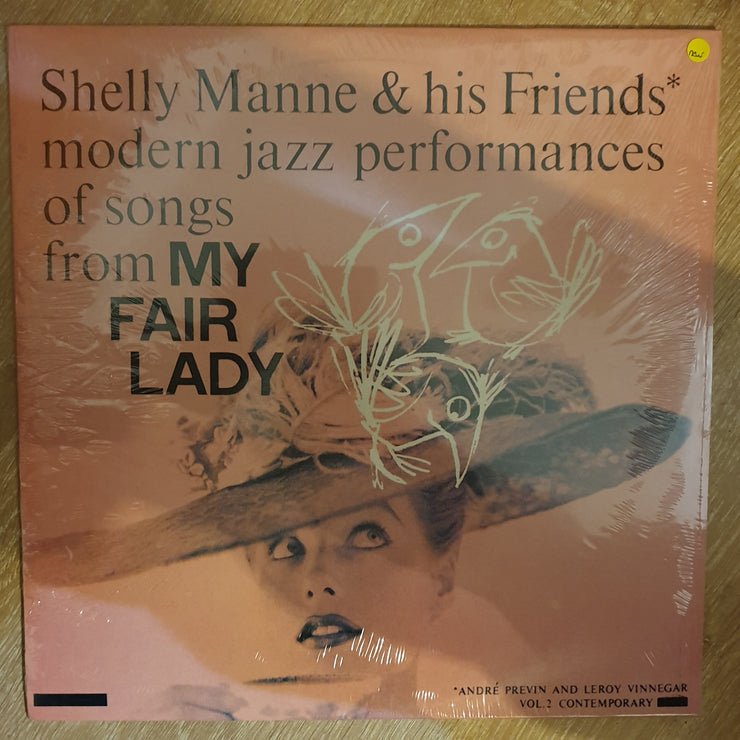 Shelly Manne & his Friends*
modern jazz performances
of songs
from MY
FAIR
LADY
*ANDRÉ PREVIN AND LEROY VINNEGAR
VOL. 2 CONTEMPORARY